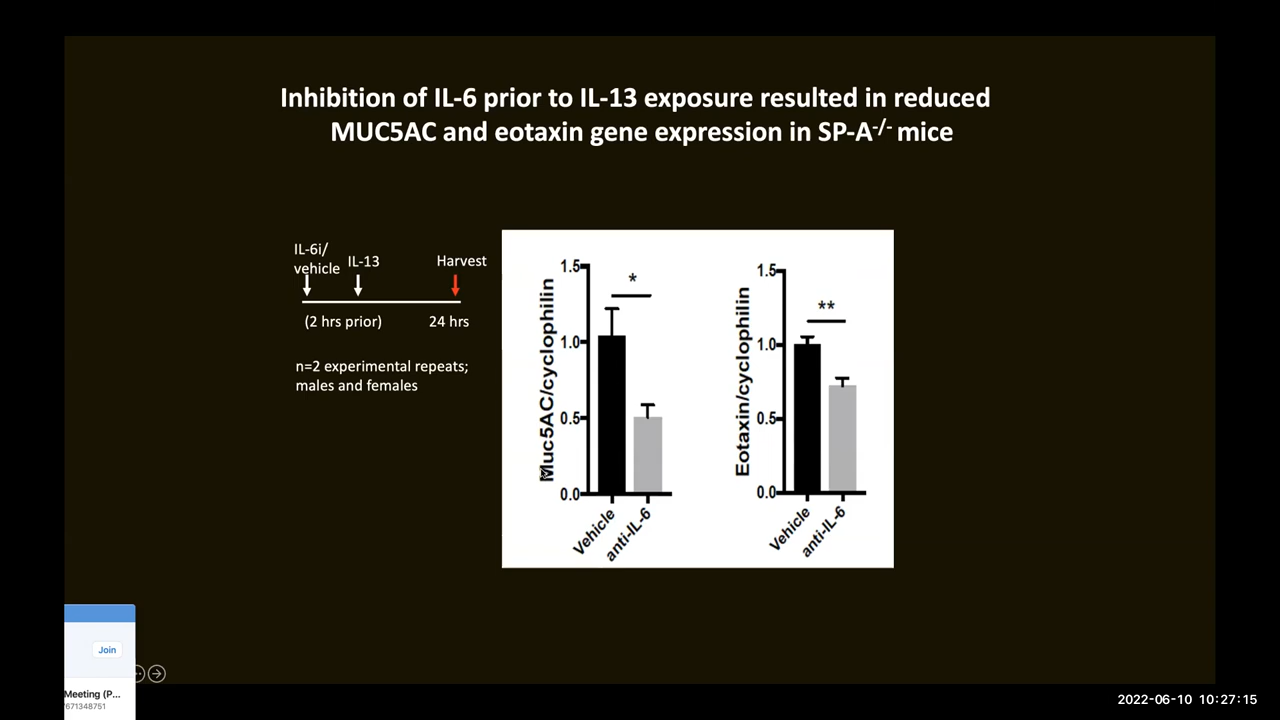 Inhibition of IL-6 prior to IL-13 exposure resulted in reduced
MUC5AC and eotaxin gene expression in SP-A-/- mice
IL-6i/
vehicle
IL-13
Harvest
(2 hrs prior)
24 hrs
n=2 experimental repeats;
males and females
Muc5AC/cyclophilin
1.5
1.0
0.5
0.0
*
Vehicle
anti-IL-6
Eotaxin/cyclophilin
1.5
1.0
0.5
0.0
**
Vehicle
anti-IL-6
Join
Meeting (P...
671348751
2022-06-10 10:27:15